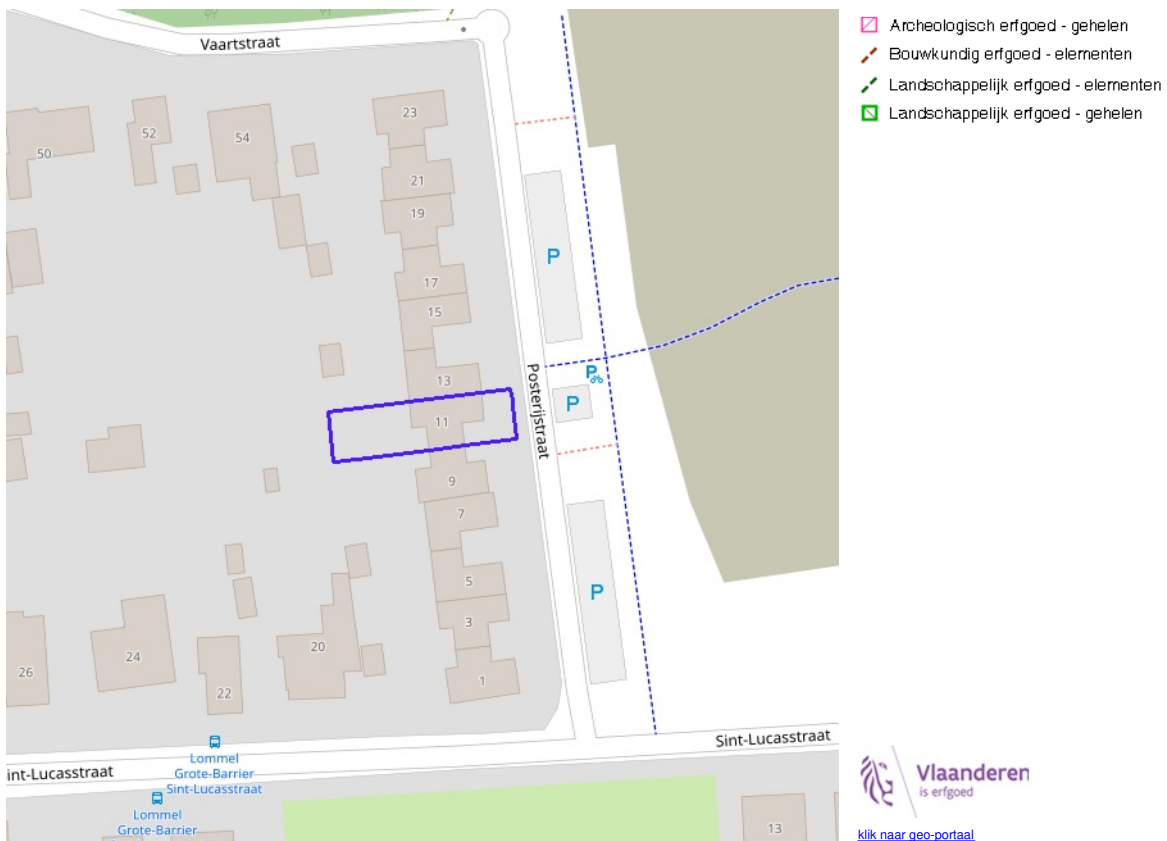 Vaartstraat
23
52
54
50
21
19
17
15
P
Posterijstraat
13
P
P
11
9
7
5
P
3
24
20
26
22
1
Lommel
Grote-Barrier
Sint-Lucasstraat
Sint-Lucasstraat
int-Lucasstraat
Lommel
Grote-Barrier
13
Archeologisch erfgoed - gehelen
Bouwkundig erfgoed - elementen
Landschappelijk erfgoed - elementen
Landschappelijk erfgoed - gehelen
Vlaanderen
is erfgoed
klik naar geo-portaal